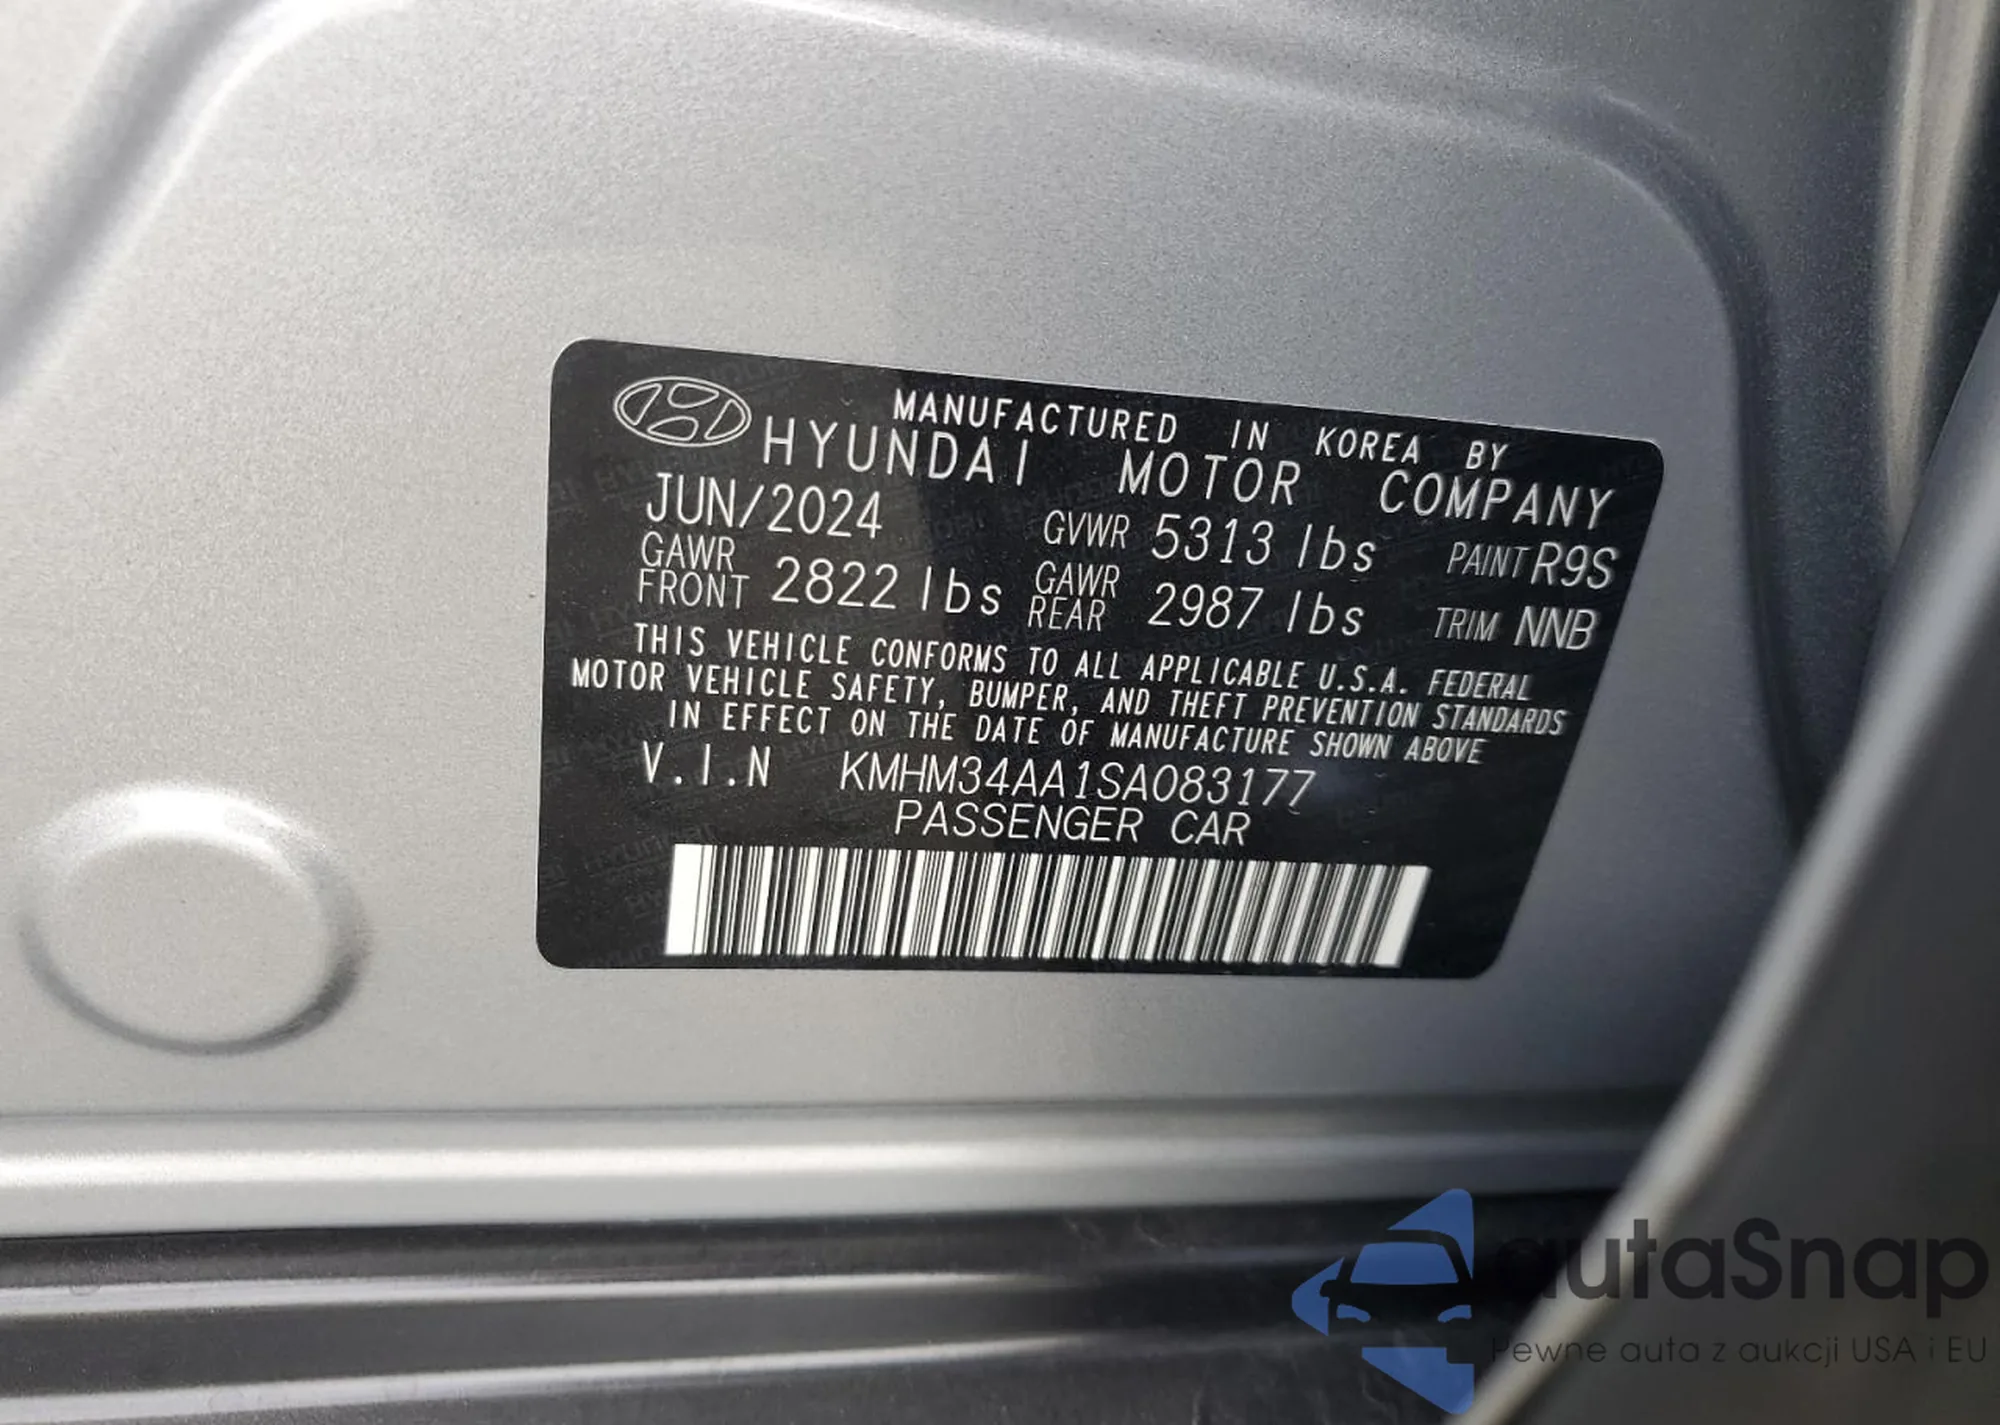 MANUFACTURED IN KOREA BY
HYUNDAI MOTOR COMPANY
JUN/2024 GVWR 5313 lbs PAINT R9S
GAWR FRONT 2822 lbs GAWR REAR 2987 lbs TRIM NNB
THIS VEHICLE CONFORMS TO ALL APPLICABLE U.S.A. FEDERAL
MOTOR VEHICLE SAFETY, BUMPER, AND THEFT PREVENTION STANDARDS
IN EFFECT ON THE DATE OF MANUFACTURE SHOWN ABOVE
V.I.N KMHM34AA1SA083177
PASSENGER CAR
autaSnap
Pewne auta z aukcji USA i EU